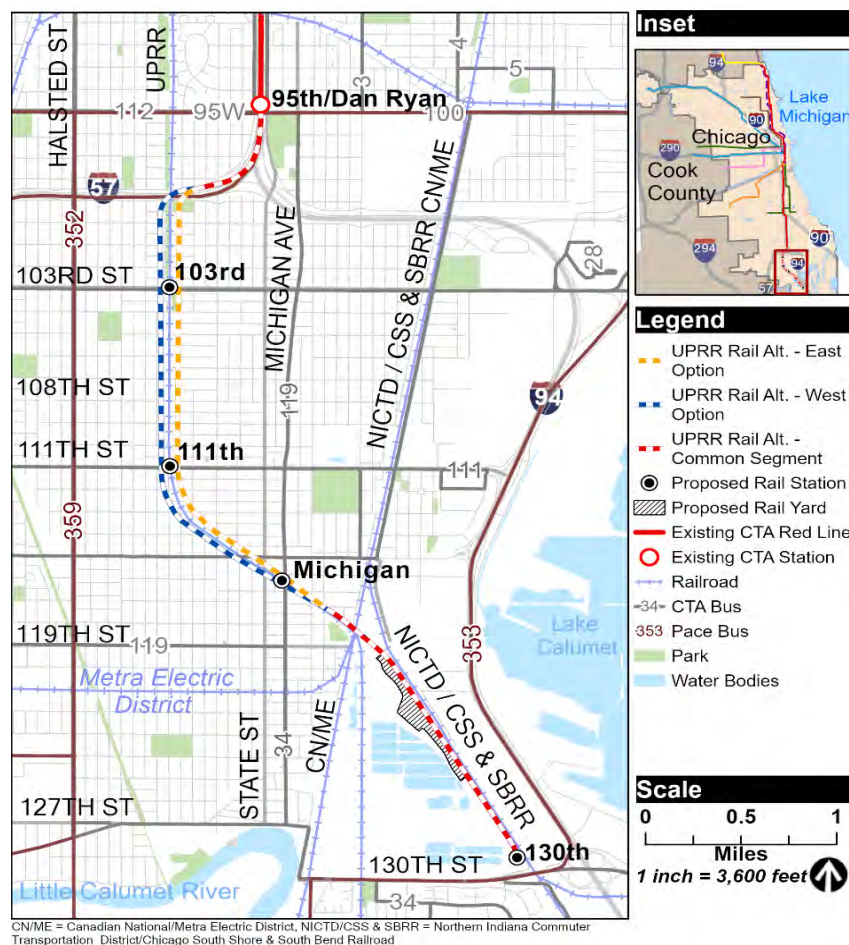 HALSTED ST
UPRR
3
4
5
95th/Dan Ryan
112
95W
100
57
352
MICHIGAN AVE
NICTD / CSS & SBRR CN/ME
28
103RD ST
103rd
108TH ST
119
94
111TH ST
111th
111
359
Michigan
119TH ST
119
353
Lake
Calumet
Metra Electric
District
NICTD / CSS & SBRR
STATE ST
34
CN/ME
127TH ST
130TH ST
130th
Little Calumet River
34
CN/ME = Canadian National/Metra Electric District, NICTD/CSS & SBRR = Northern Indiana Commuter
Transportation District/Chicago South Shore & South Bend Railroad
Inset
94
Lake
Michigan
90
Chicago
290
Cook
County
90
294
94
57
Legend
UPRR Rail Alt. - East
Option
UPRR Rail Alt. - West
Option
UPRR Rail Alt. -
Common Segment
Proposed Rail Station
Proposed Rail Yard
Existing CTA Red Line
Existing CTA Station
Railroad
34 CTA Bus
353 Pace Bus
Park
Water Bodies
Scale
0 0.5 1
Miles
1 inch = 3,600 feet